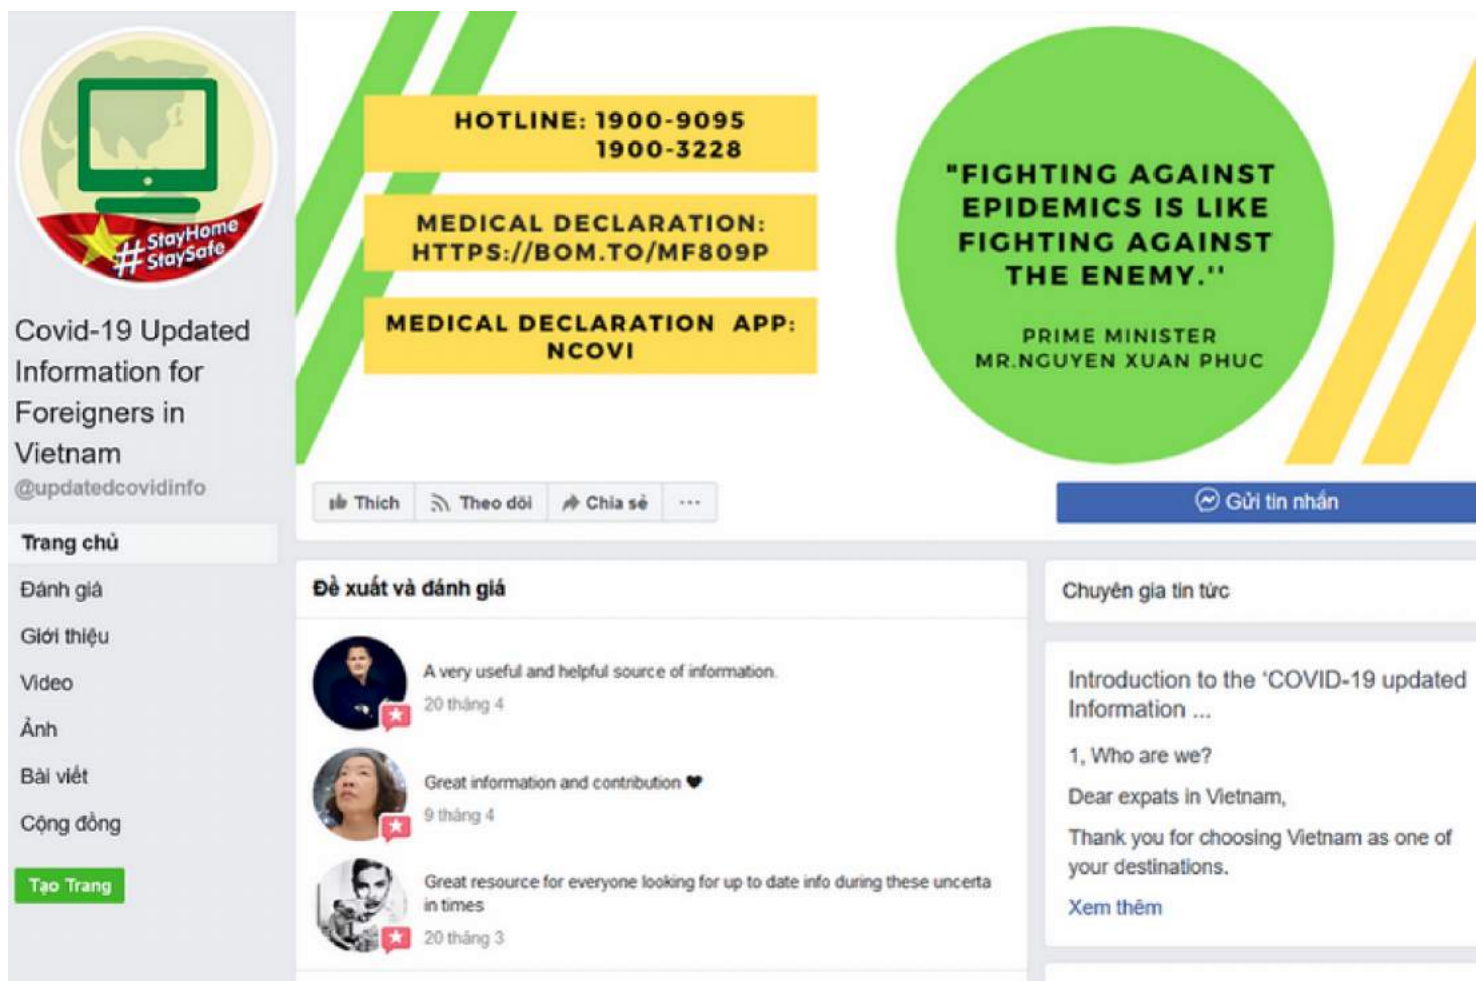 #StayHome
StaySafe
Covid-19 Updated
Information for
Foreigners in
Vietnam
@updatedcovidinfo
Trang chủ
Đánh giá
Giới thiệu
Video
Ảnh
Bài viết
Cộng đồng
Tạo Trang
HOTLINE: 1900-9095
1900-3228
MEDICAL DECLARATION:
HTTPS://BOM.TO/MF809P
MEDICAL DECLARATION APP:
NCOVI
"FIGHTING AGAINST
EPIDEMICS IS LIKE
FIGHTING AGAINST
THE ENEMY.''
PRIME MINISTER
MR.NGUYEN XUAN PHUC
Thích Theo dõi Chia sẻ ...
Gửi tin nhắn
Đề xuất và đánh giá
A very useful and helpful source of information.
20 tháng 4
Great information and contribution ♥
9 tháng 4
Great resource for everyone looking for up to date info during these uncerta
in times
20 tháng 3
Chuyên gia tin tức
Introduction to the ‘COVID-19 updated
Information ...
1, Who are we?
Dear expats in Vietnam,
Thank you for choosing Vietnam as one of
your destinations.
Xem thêm